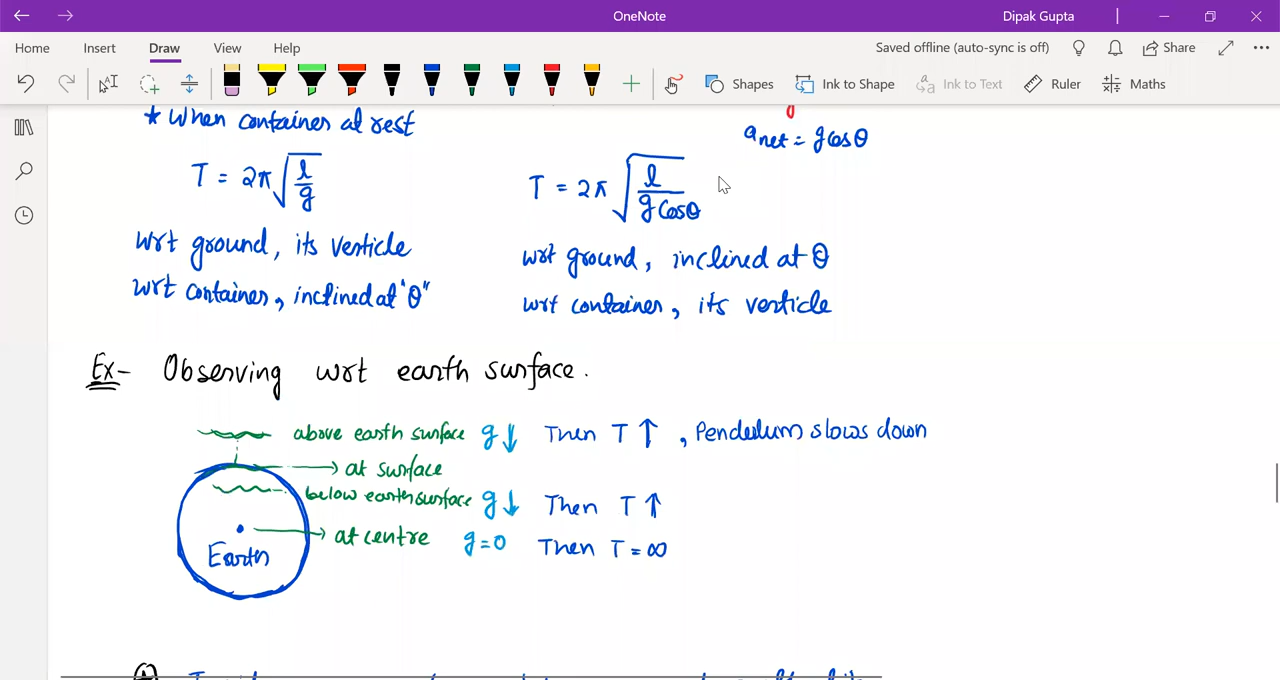 OneNote
Dipak Gupta
Home Insert Draw View Help
Saved offline (auto-sync is off) Share
Shapes Ink to Shape Ink to Text Ruler Maths
* When container at rest
T = 2π√(l/g)
wrt ground, its verticle
wrt container, inclined at "θ"
g
a net = g cosθ
T = 2π√(l/g Cosθ)
wrt ground, inclined at θ
wrt container, its verticle
Ex- Observing wrt earth surface.
above earth surface g↓ Then T↑, Pendulum slows down
→ at surface
below earth surface g↓ Then T↑
→ at centre g=0 Then T=∞
Earth